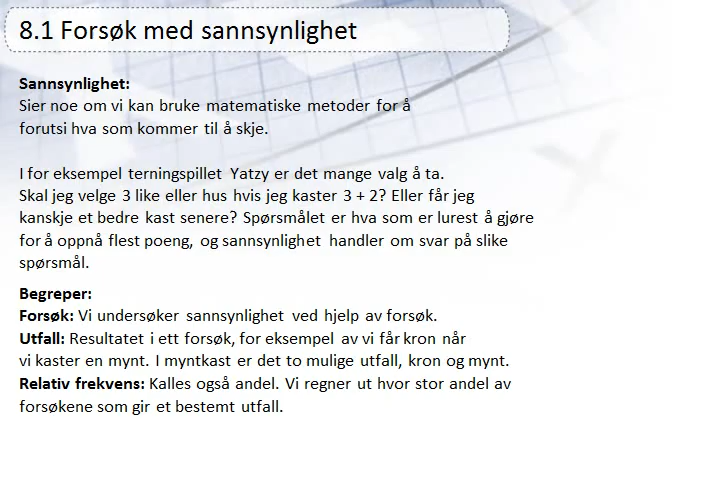 8.1 Forsøk med sannsynlighet
Sannsynlighet:
Sier noe om vi kan bruke matematiske metoder for å
forutsi hva som kommer til å skje.
I for eksempel terningspillet Yatzy er det mange valg å ta.
Skal jeg velge 3 like eller hus hvis jeg kaster 3 + 2? Eller får jeg
kanskje et bedre kast senere? Spørsmålet er hva som er lurest å gjøre
for å oppnå flest poeng, og sannsynlighet handler om svar på slike
spørsmål.
Begreper:
Forsøk: Vi undersøker sannsynlighet ved hjelp av forsøk.
Utfall: Resultatet i ett forsøk, for eksempel av vi får kron når
vi kaster en mynt. I myntkast er det to mulige utfall, kron og mynt.
Relativ frekvens: Kalles også andel. Vi regner ut hvor stor andel av
forsøkene som gir et bestemt utfall.